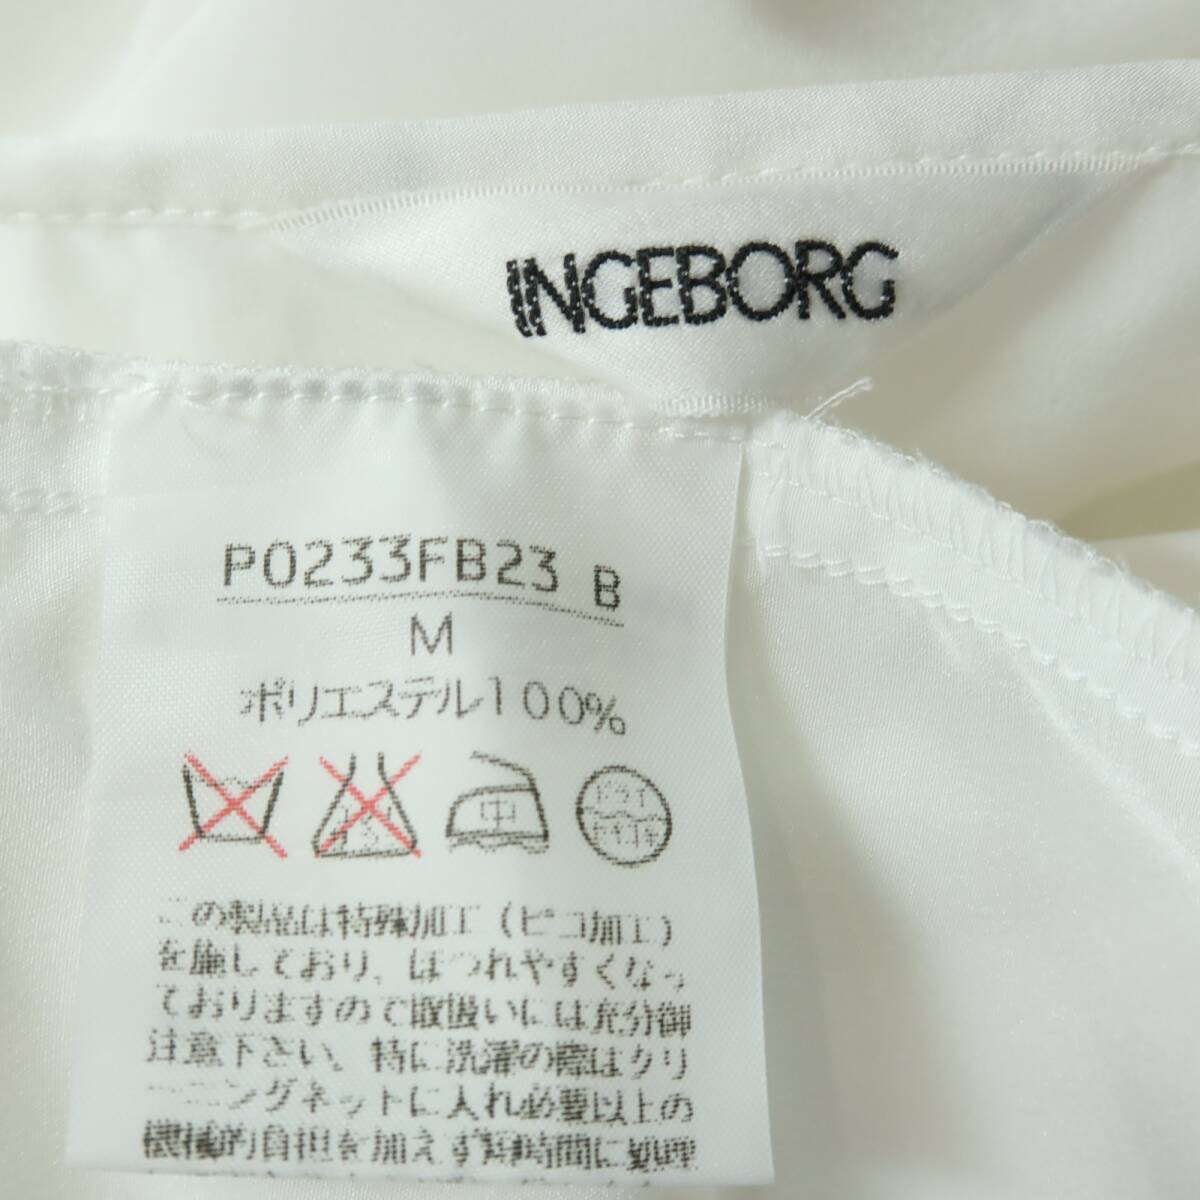 INGEBORG
P0233FB23 B
M
ポリエステル100%
中
ドライ
この製品は特殊加工(ピコ加工)
を施しており、ほつれやすくなっ
ておりますので取扱いには充分御
注意下さい、特に洗濯の際はクリ
ーニングネットに入れ必要以上の
機械的負担を加えず短時間に処理